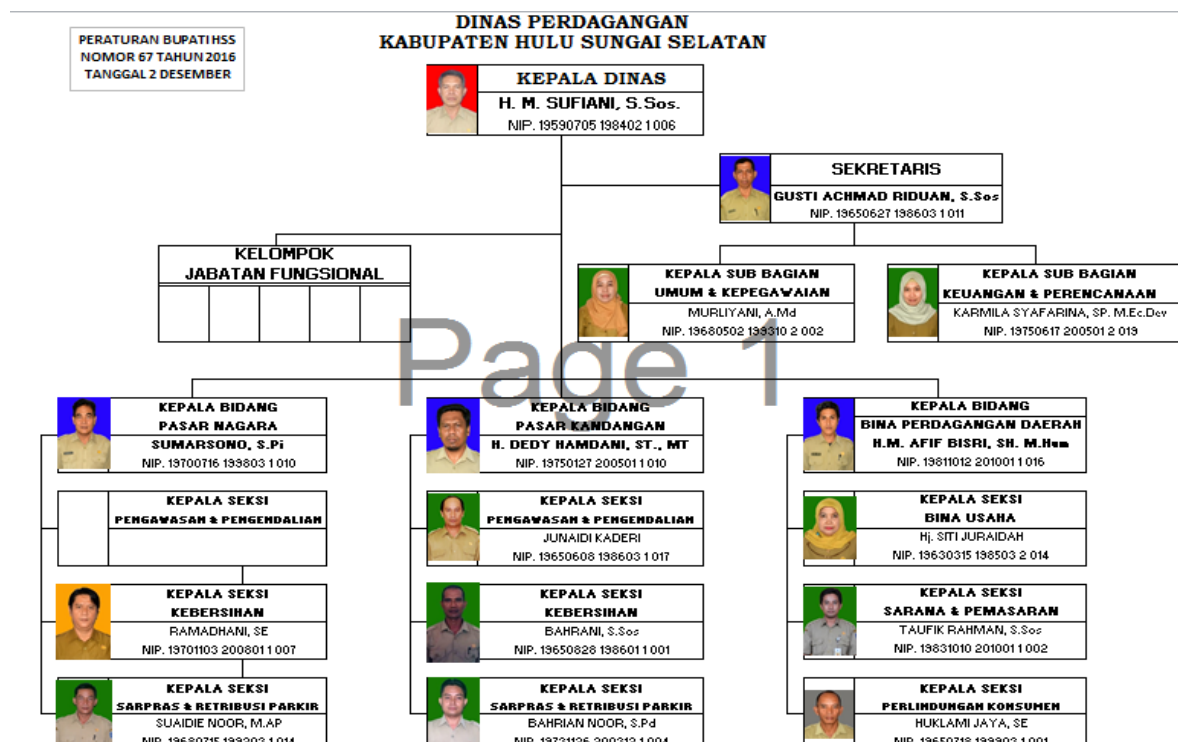 DINAS PERDAGANGAN
KABUPATEN HULU SUNGAI SELATAN
PERATURAN BUPATI HSS
NOMOR 67 TAHUN 2016
TANGGAL 2 DESEMBER
KEPALA DINAS
H. M. SUFIANI, S.Sos.
NIP. 19590705 198402 1 006
SEKRETARIS
GUSTI ACHMAD RIDUAN, S.Sos
NIP. 19650627 198603 1 011
KELOMPOK
JABATAN FUNGSIONAL
KEPALA SUB BAGIAN
UMUM & KEPEGAWAIAN
MURLIYANI, A.Md
NIP. 19680502 199310 2 002
KEPALA SUB BAGIAN
KEUANGAN & PERENCANAAN
KARMILA SYAFARINA, SP. M.Ec.Dev
NIP. 19750617 200501 2 019
Page 1
KEPALA BIDANG
PASAR NAGARA
SUMARSONO, S.Pi
NIP. 19700716 199803 1 010
KEPALA SEKSI
PENGAWASAN & PENGENDALIAN
KEPALA SEKSI
KEBERSIHAN
RAMADHANI, SE
NIP. 19701103 200801 1 007
KEPALA SEKSI
SARPRAS & RETRIBUSI PARKIR
SUAIDIE NOOR, M.AP
KEPALA BIDANG
PASAR KANDANGAN
H. DEDY HAMDANI, ST., MT
NIP. 19750127 200501 1 010
KEPALA SEKSI
PENGAWASAN & PENGENDALIAN
JUNAIDI KADERI
NIP. 19650608 198603 1 017
KEPALA SEKSI
KEBERSIHAN
BAHRANI, S.Sos
NIP. 19650828 198601 1 001
KEPALA SEKSI
SARPRAS & RETRIBUSI PARKIR
BAHRIAN NOOR, S.Pd
KEPALA BIDANG
BINA PERDAGANGAN DAERAH
H.M. AFIF BISRI, SH. M.Hum
NIP. 19811012 201001 1 016
KEPALA SEKSI
BINA USAHA
Hj. SITI JURAIDAH
NIP. 19630315 198503 2 014
KEPALA SEKSI
SARANA & PEMASARAN
TAUFIK RAHMAN, S.Sos
NIP. 19831010 201001 1 002
KEPALA SEKSI
PERLINDUNGAN KONSUMEN
HUKLAMI JAYA, SE